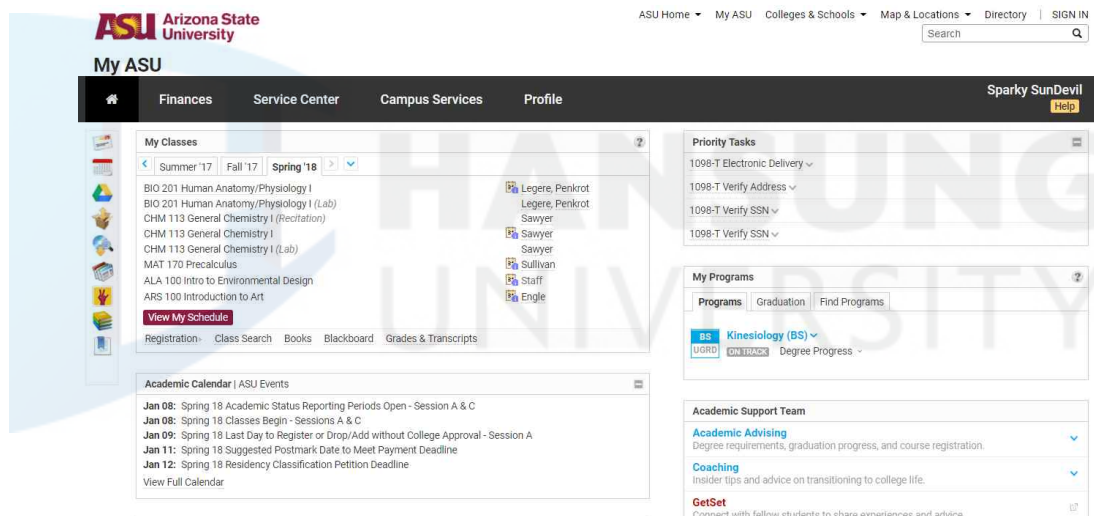 ASU Arizona State University
ASU Home My ASU Colleges & Schools Map & Locations Directory | SIGN IN
Search
My ASU
Finances Service Center Campus Services Profile
Sparky SunDevil
Help
My Classes
Summer '17 Fall '17 Spring '18
BIO 201 Human Anatomy/Physiology I Legere, Penkrot
BIO 201 Human Anatomy/Physiology I (Lab) Legere, Penkrot
CHM 113 General Chemistry I (Recitation) Sawyer
CHM 113 General Chemistry I Sawyer
CHM 113 General Chemistry I (Lab) Sawyer
MAT 170 Precalculus Sullivan
ALA 100 Intro to Environmental Design Staff
ARS 100 Introduction to Art Engle
View My Schedule
Registration Class Search Books Blackboard Grades & Transcripts
Academic Calendar | ASU Events
Jan 08: Spring 18 Academic Status Reporting Periods Open - Session A & C
Jan 08: Spring 18 Classes Begin - Sessions A & C
Jan 09: Spring 18 Last Day to Register or Drop/Add without College Approval - Session A
Jan 11: Spring 18 Suggested Postmark Date to Meet Payment Deadline
Jan 12: Spring 18 Residency Classification Petition Deadline
View Full Calendar
Priority Tasks
1098-T Electronic Delivery
1098-T Verify Address
1098-T Verify SSN
1098-T Verify SSN
My Programs
Programs Graduation Find Programs
BS Kinesiology (BS)
UGRD ON TRACK Degree Progress
Academic Support Team
Academic Advising
Degree requirements, graduation progress, and course registration.
Coaching
Insider tips and advice on transitioning to college life.
GetSet
Connect with fellow students to share experiences and advice
HANSUNG
UNIVERSITY